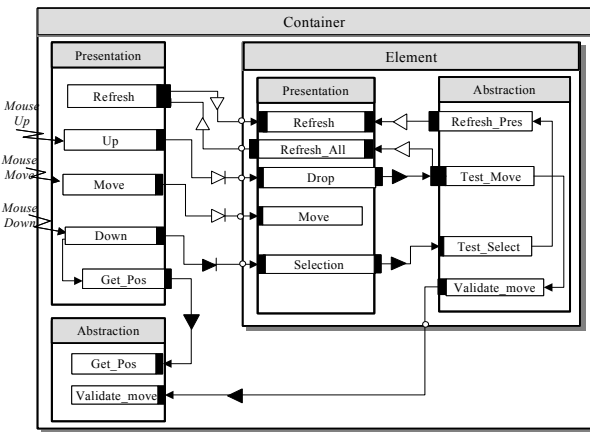 Container
Presentation
Refresh
Mouse
Up
Up
Mouse
Move
Move
Mouse
Down
Down
Get_Pos
Abstraction
Get_Pos
Validate_move
Element
Presentation
Refresh
Refresh_All
Drop
Move
Selection
Abstraction
Refresh_Pres
Test_Move
Test_Select
Validate_move